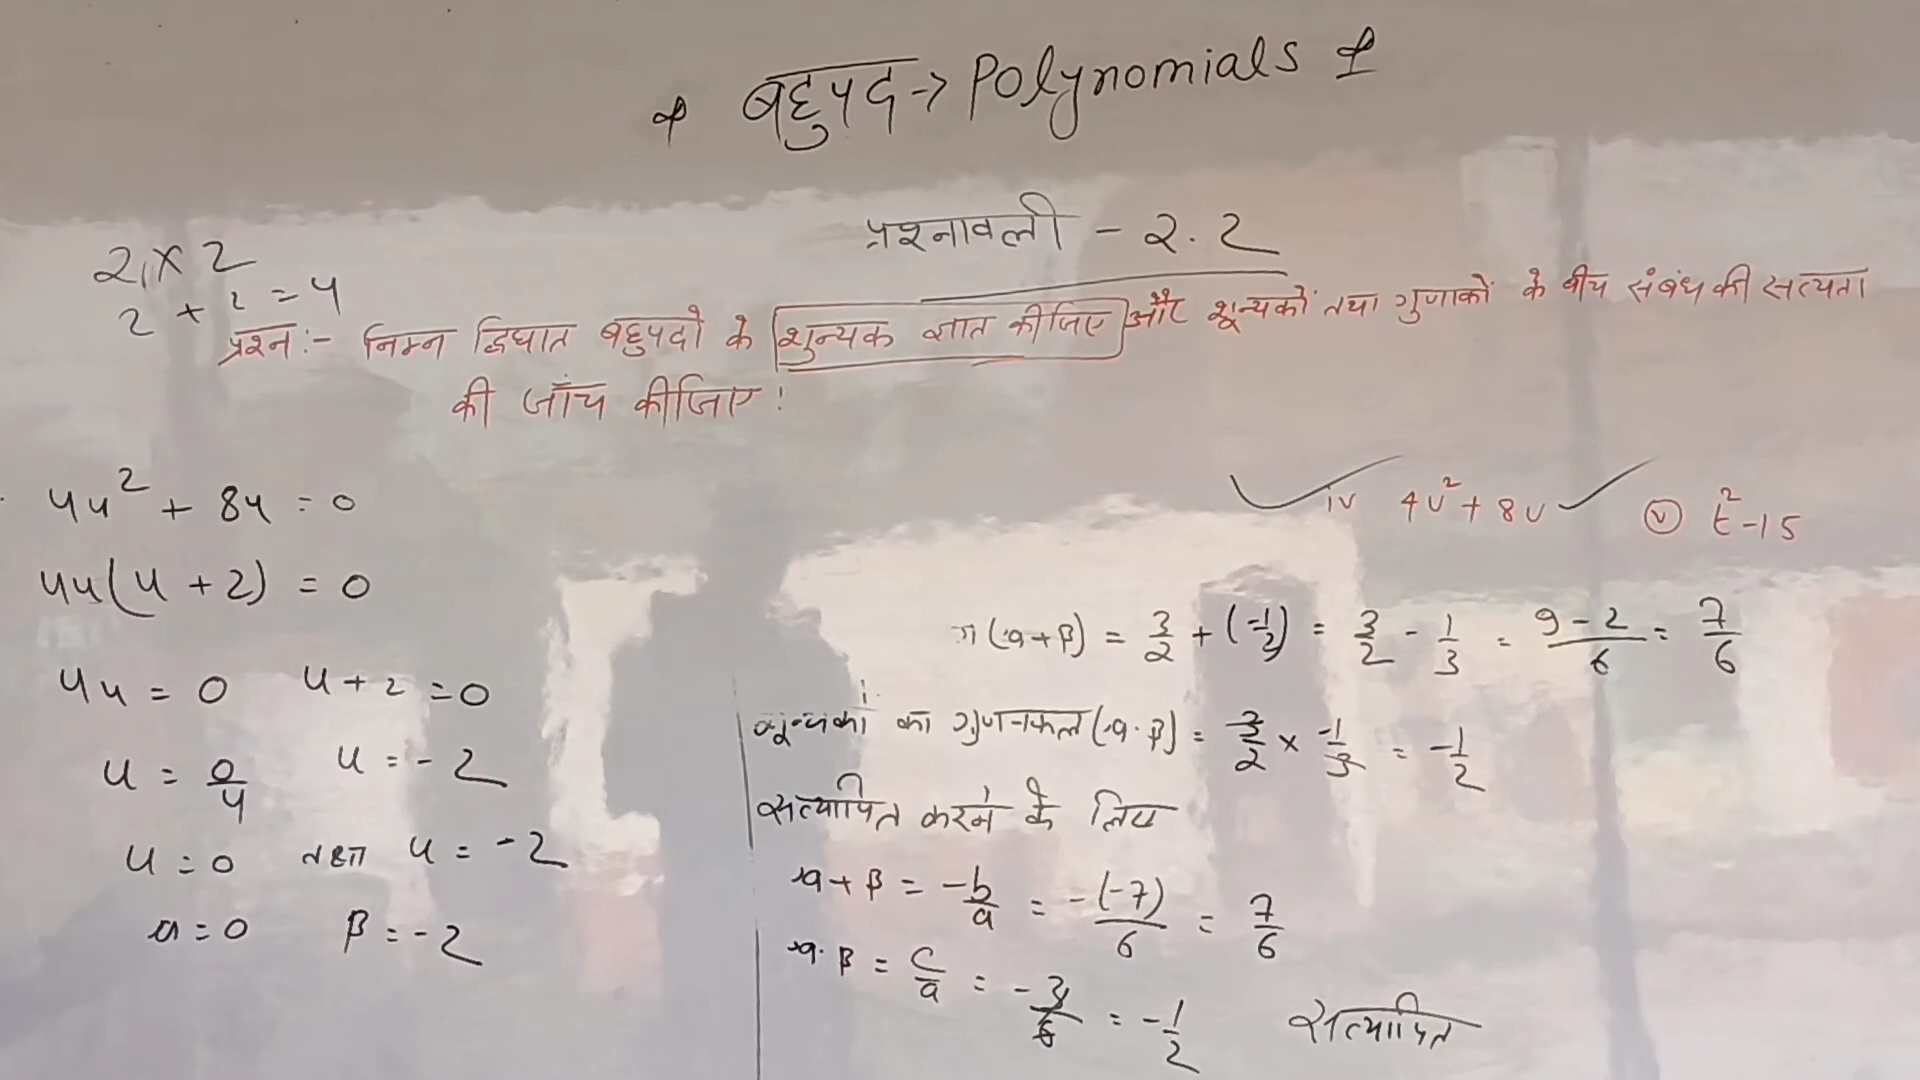 बहुपद -> Polynomials
प्रश्नावली - 2.2
2 x 2
2 + 2 = 4
प्रश्न :- निम्न द्विघात बहुपदो के शुन्यक ज्ञात कीजिए और शून्यकों तथा गुणाकों के बीच संबंध की सत्यता
की जाँच कीजिए !
iv 4u² + 8u
(v) t² - 15
4u² + 8u = 0
4u(u + 2) = 0
4u = 0 u + 2 = 0
u = 0/4 u = -2
u = 0 तथा u = -2
a = 0 β = -2
(a + β) = 3/2 + (-1/3) = 3/2 - 1/3 = 9 - 2/6 = 7/6
शून्यकों का गुणनफल (a · β) = 3/2 × -1/3 = -1/2
सत्यापित करने के लिए
a + β = -b/a = -(-7)/6 = 7/6
a · β = c/a = -3/6 = -1/2 सत्यापित